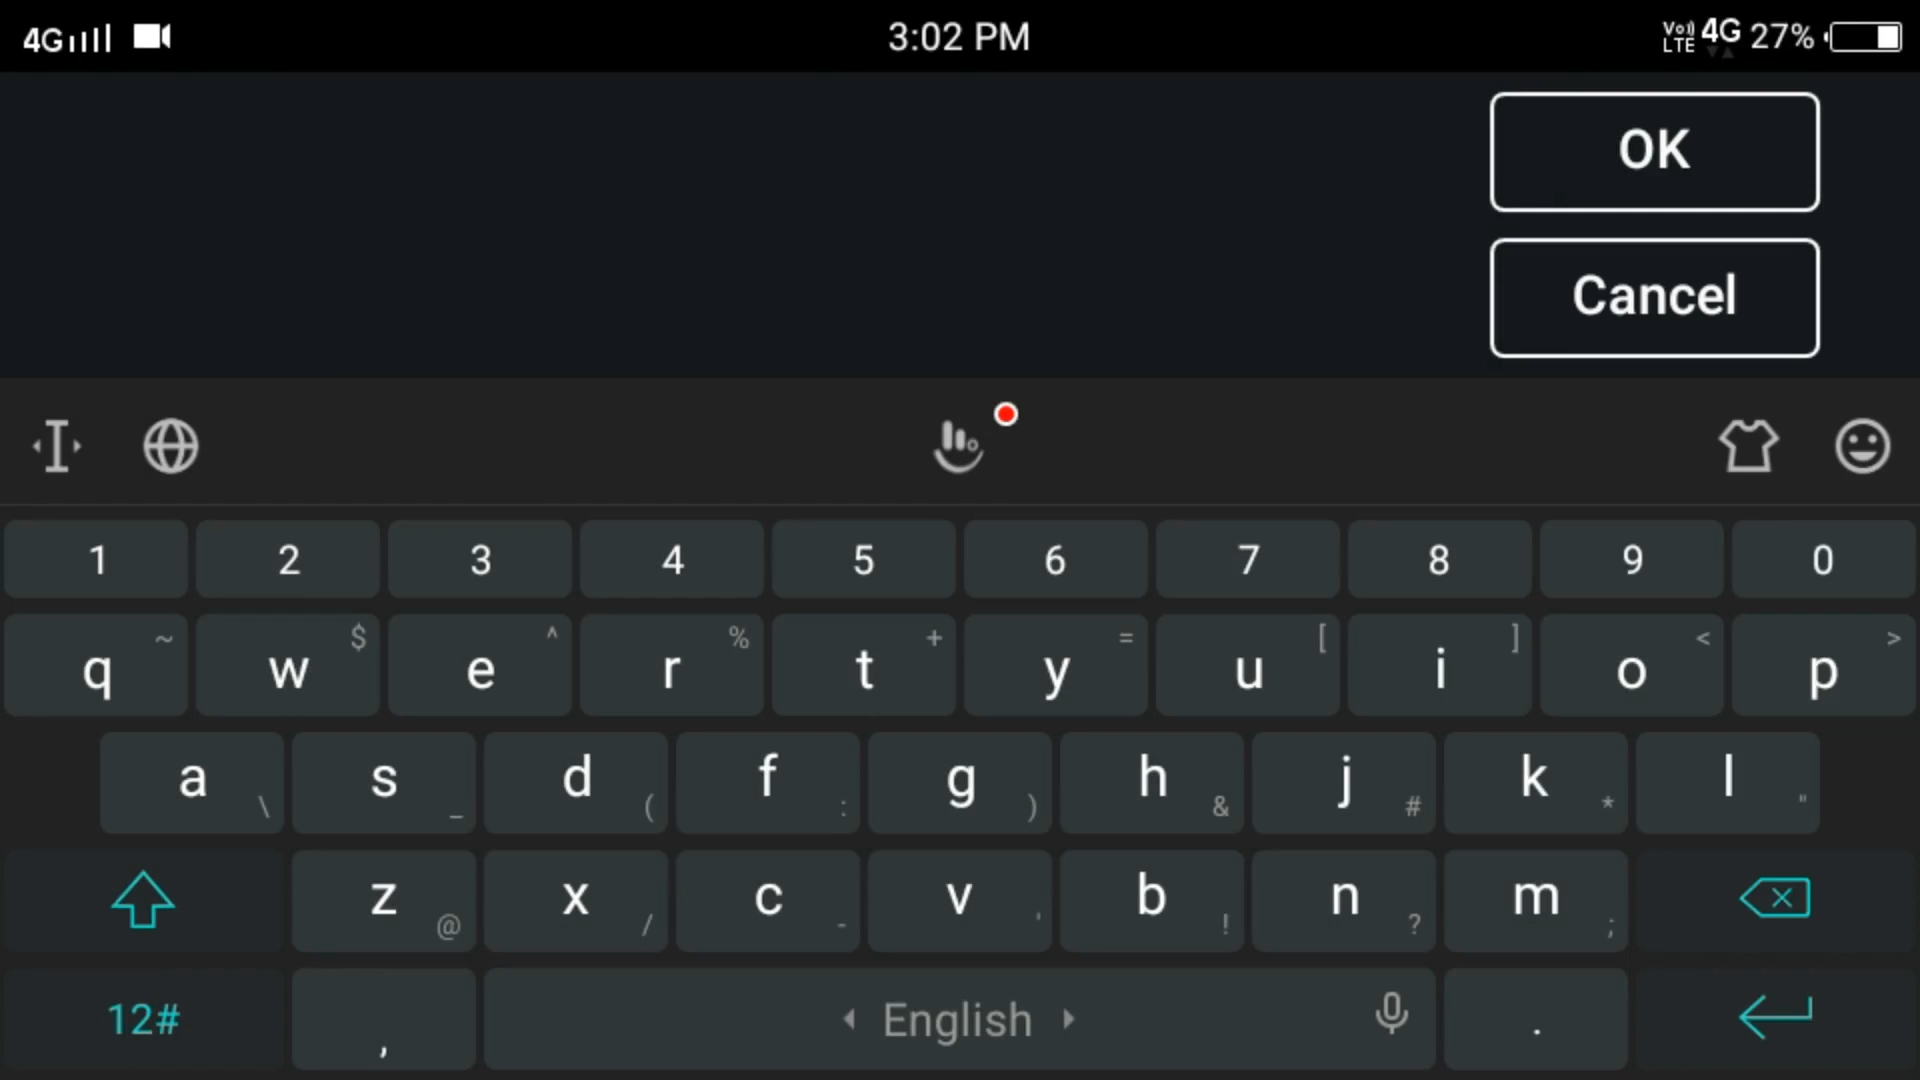 4G 3:02 PM Vo) LTE 4G 27%
OK
Cancel
1 2 3 4 5 6 7 8 9 0
~ $ ^ % + = [ ] < >
q w e r t y u i o p
a s d f g h j k l
\ _ ( : ) & # * "
z x c v b n m
@ / - ' ! ? ;
12# , English .